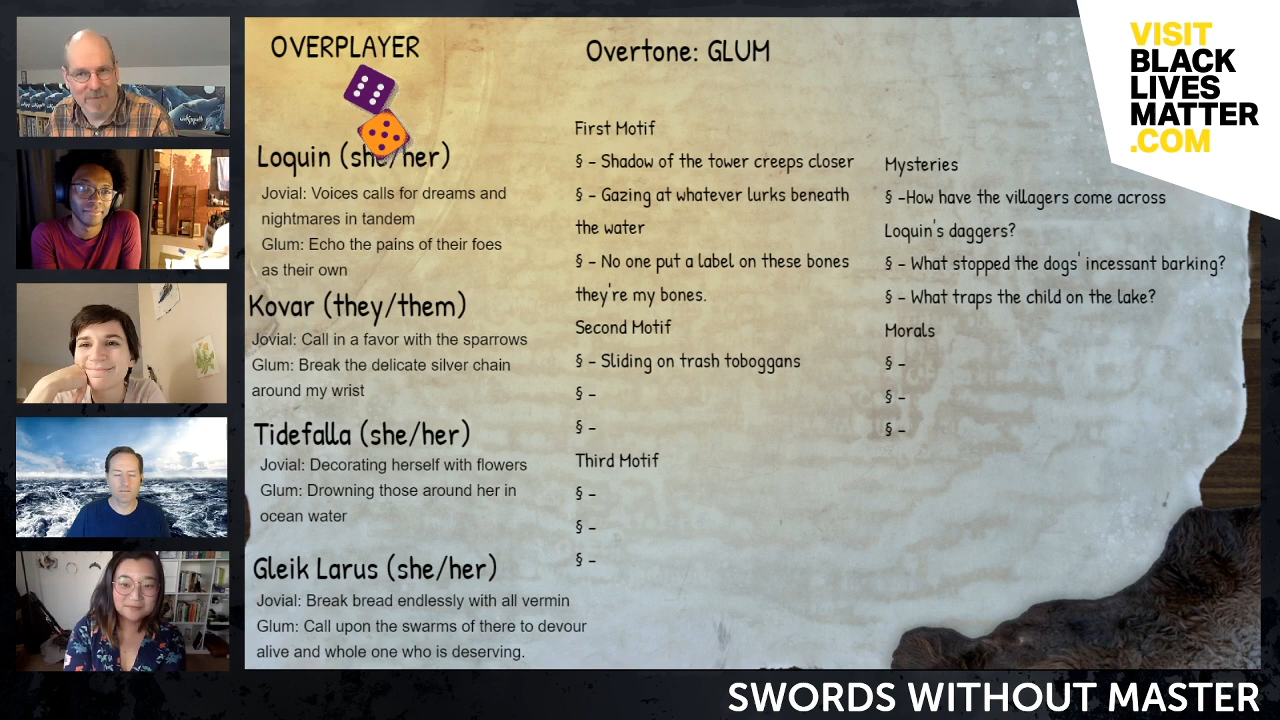 OVERPLAYER
Loquin (she/her)
Jovial: Voices calls for dreams and
nightmares in tandem
Glum: Echo the pains of their foes
as their own
Kovar (they/them)
Jovial: Call in a favor with the sparrows
Glum: Break the delicate silver chain
around my wrist
Tidefalla (she/her)
Jovial: Decorating herself with flowers
Glum: Drowning those around her in
ocean water
Gleik Larus (she/her)
Jovial: Break bread endlessly with all vermin
Glum: Call upon the swarms of there to devour
alive and whole one who is deserving.
Overtone: GLUM
First Motif
§ - Shadow of the tower creeps closer
§ - Gazing at whatever lurks beneath
the water
§ - No one put a label on these bones
they're my bones.
Second Motif
§ - Sliding on trash toboggans
§ -
§ -
Third Motif
§ -
§ -
§ -
Mysteries
§ -How have the villagers come across
Loquin's daggers?
§ - What stopped the dogs' incessant barking?
§ - What traps the child on the lake?
Morals
§ -
§ -
§ -
VISIT
BLACK
LIVES
MATTER
.COM
SWORDS WITHOUT MASTER